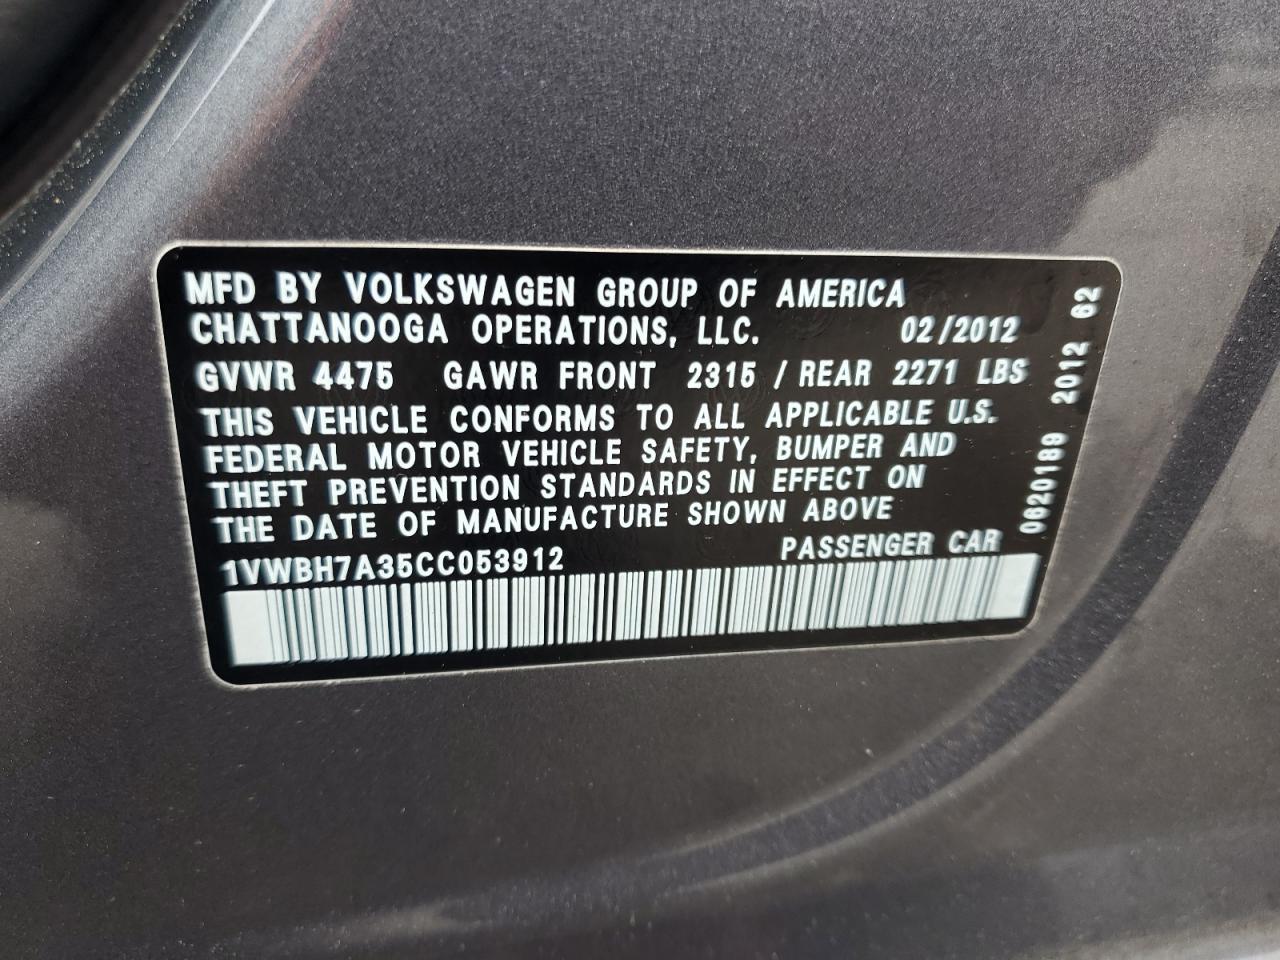 MFD BY VOLKSWAGEN GROUP OF AMERICA
CHATTANOOGA OPERATIONS, LLC. 02/2012
GVWR 4475 GAWR FRONT 2315 / REAR 2271 LBS
THIS VEHICLE CONFORMS TO ALL APPLICABLE U.S.
FEDERAL MOTOR VEHICLE SAFETY, BUMPER AND
THEFT PREVENTION STANDARDS IN EFFECT ON
THE DATE OF MANUFACTURE SHOWN ABOVE
1VWBH7A35CC053912 PASSENGER CAR
0620189 2012 62